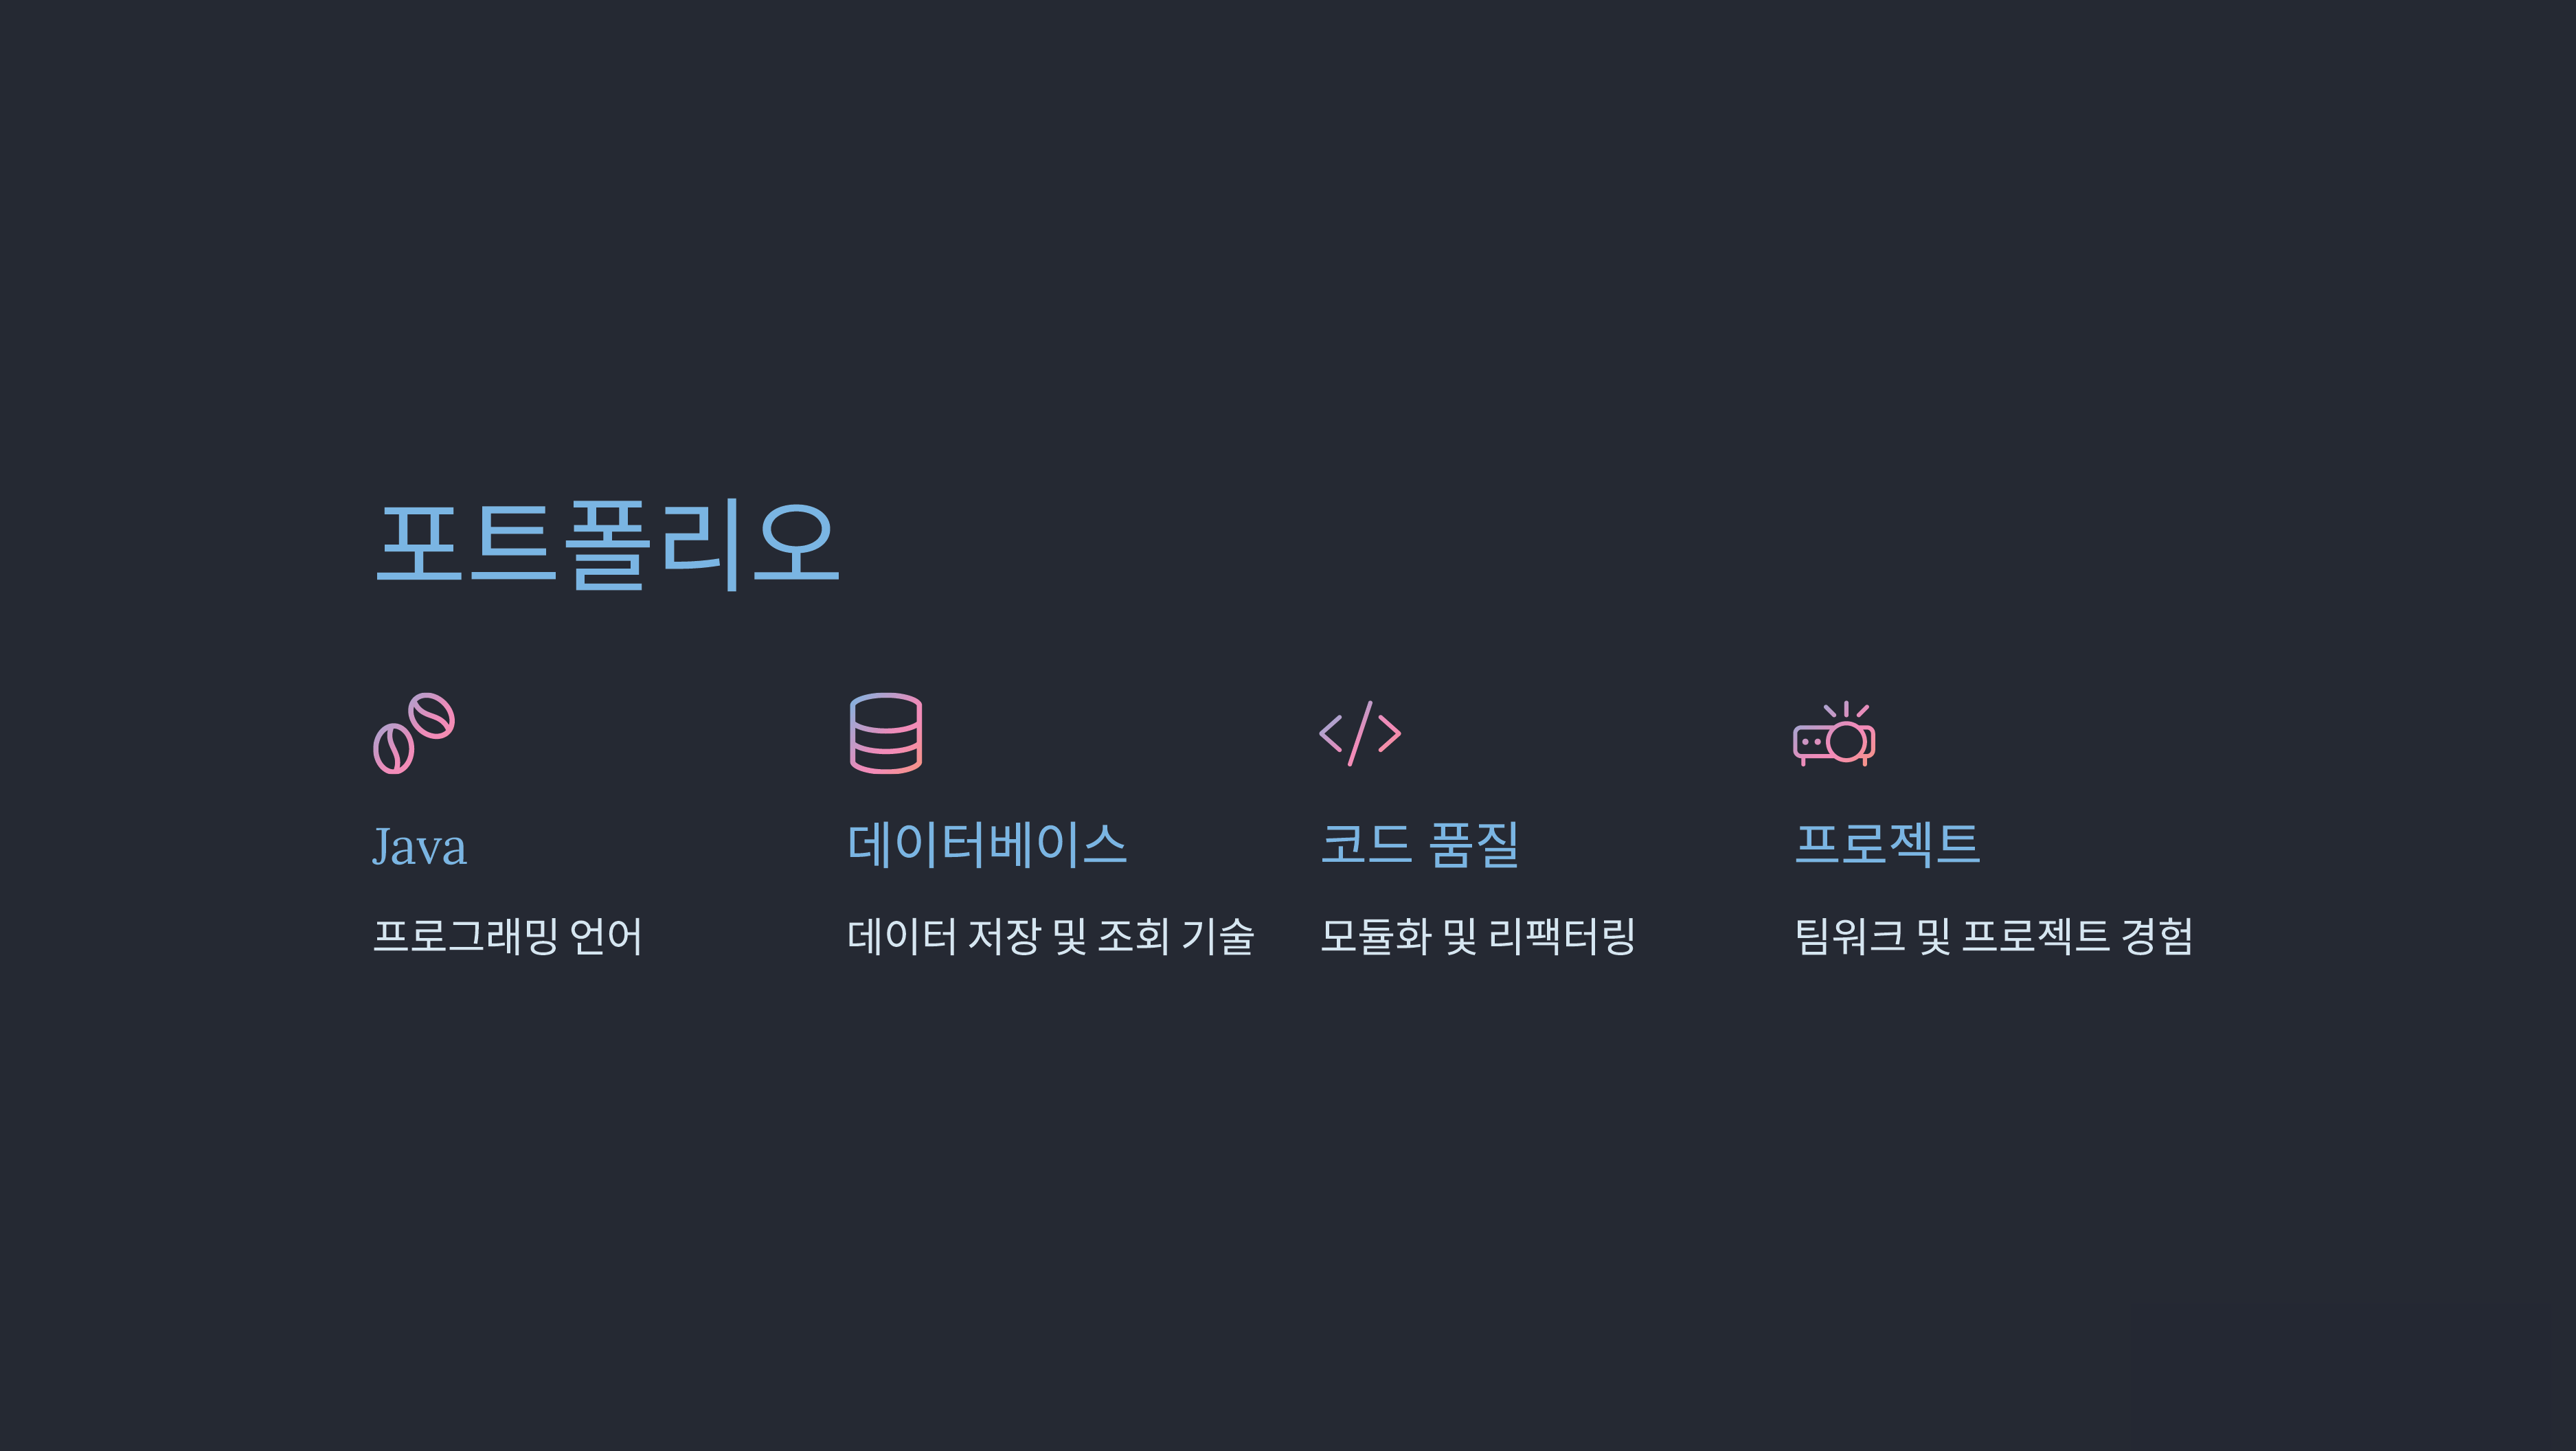 포트폴리오
Java
프로그래밍 언어
데이터베이스
데이터 저장 및 조회 기술
코드 품질
모듈화 및 리팩터링
프로젝트
팀워크 및 프로젝트 경험